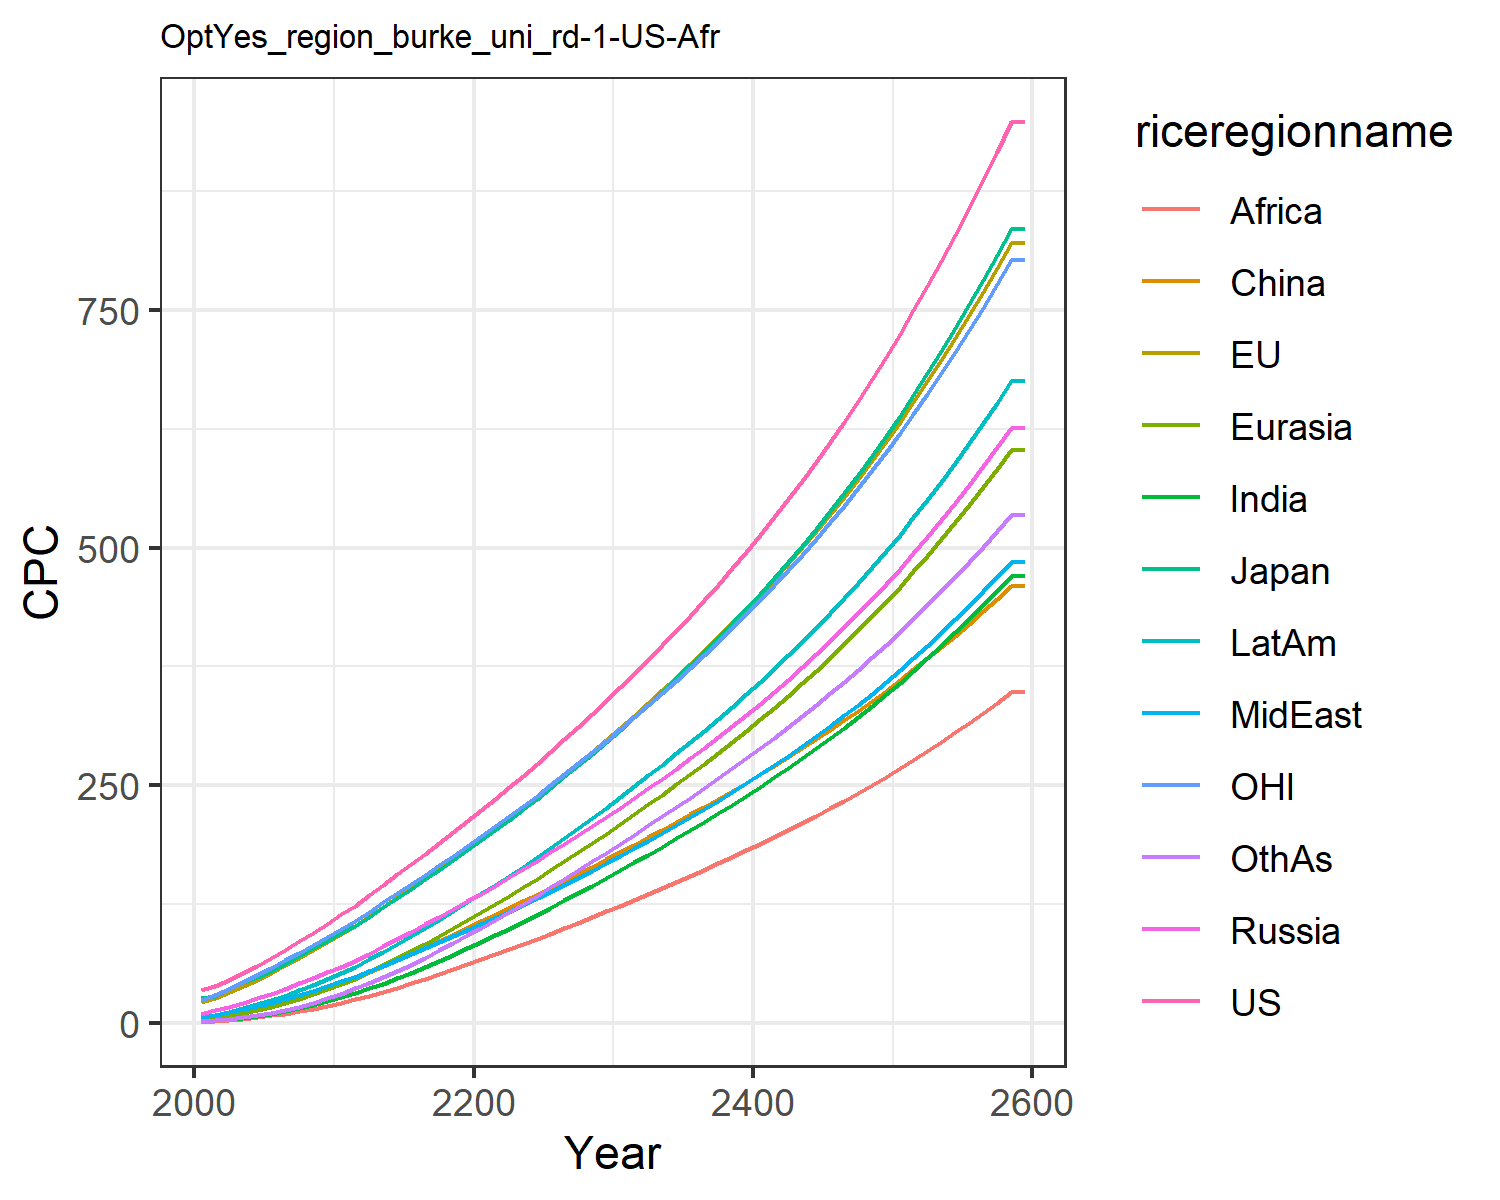 OptYes_region_burke_uni_rd-1-US-Afr
riceregionname
Africa
China
EU
Eurasia
India
Japan
LatAm
MidEast
OHI
OthAs
Russia
US
CPC
750
500
250
0
2000 2200 2400 2600
Year